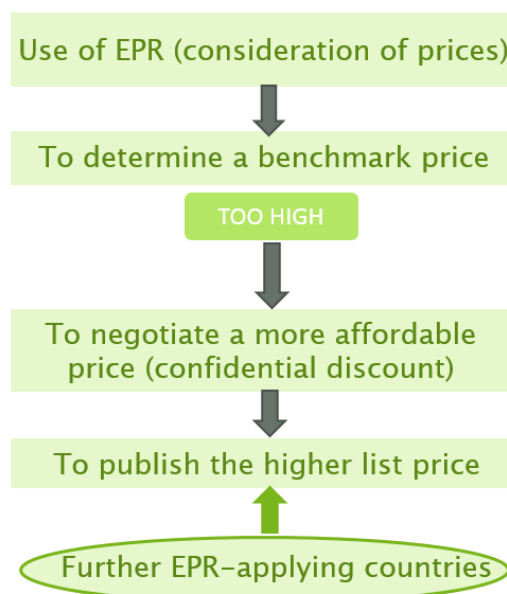 Use of EPR (consideration of prices)
To determine a benchmark price
TOO HIGH
To negotiate a more affordable
price (confidential discount)
To publish the higher list price
Further EPR-applying countries